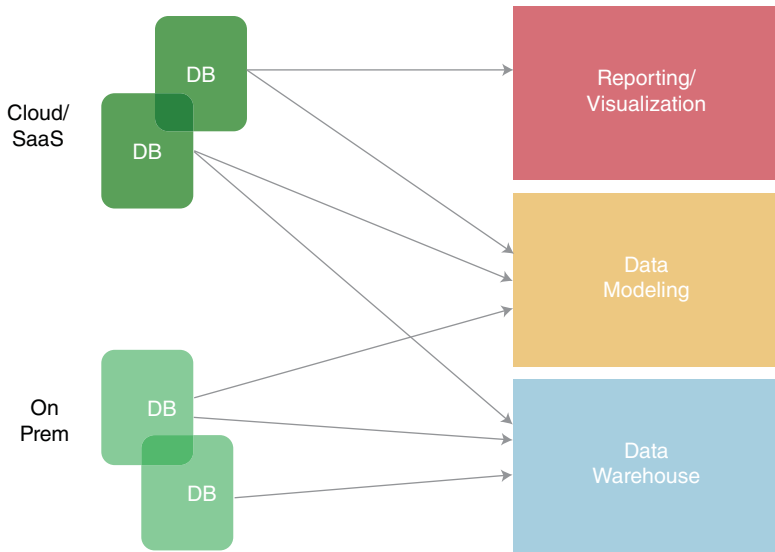 Cloud/
SaaS
DB
DB
Reporting/
Visualization
Data
Modeling
On
Prem
DB
DB
Data
Warehouse